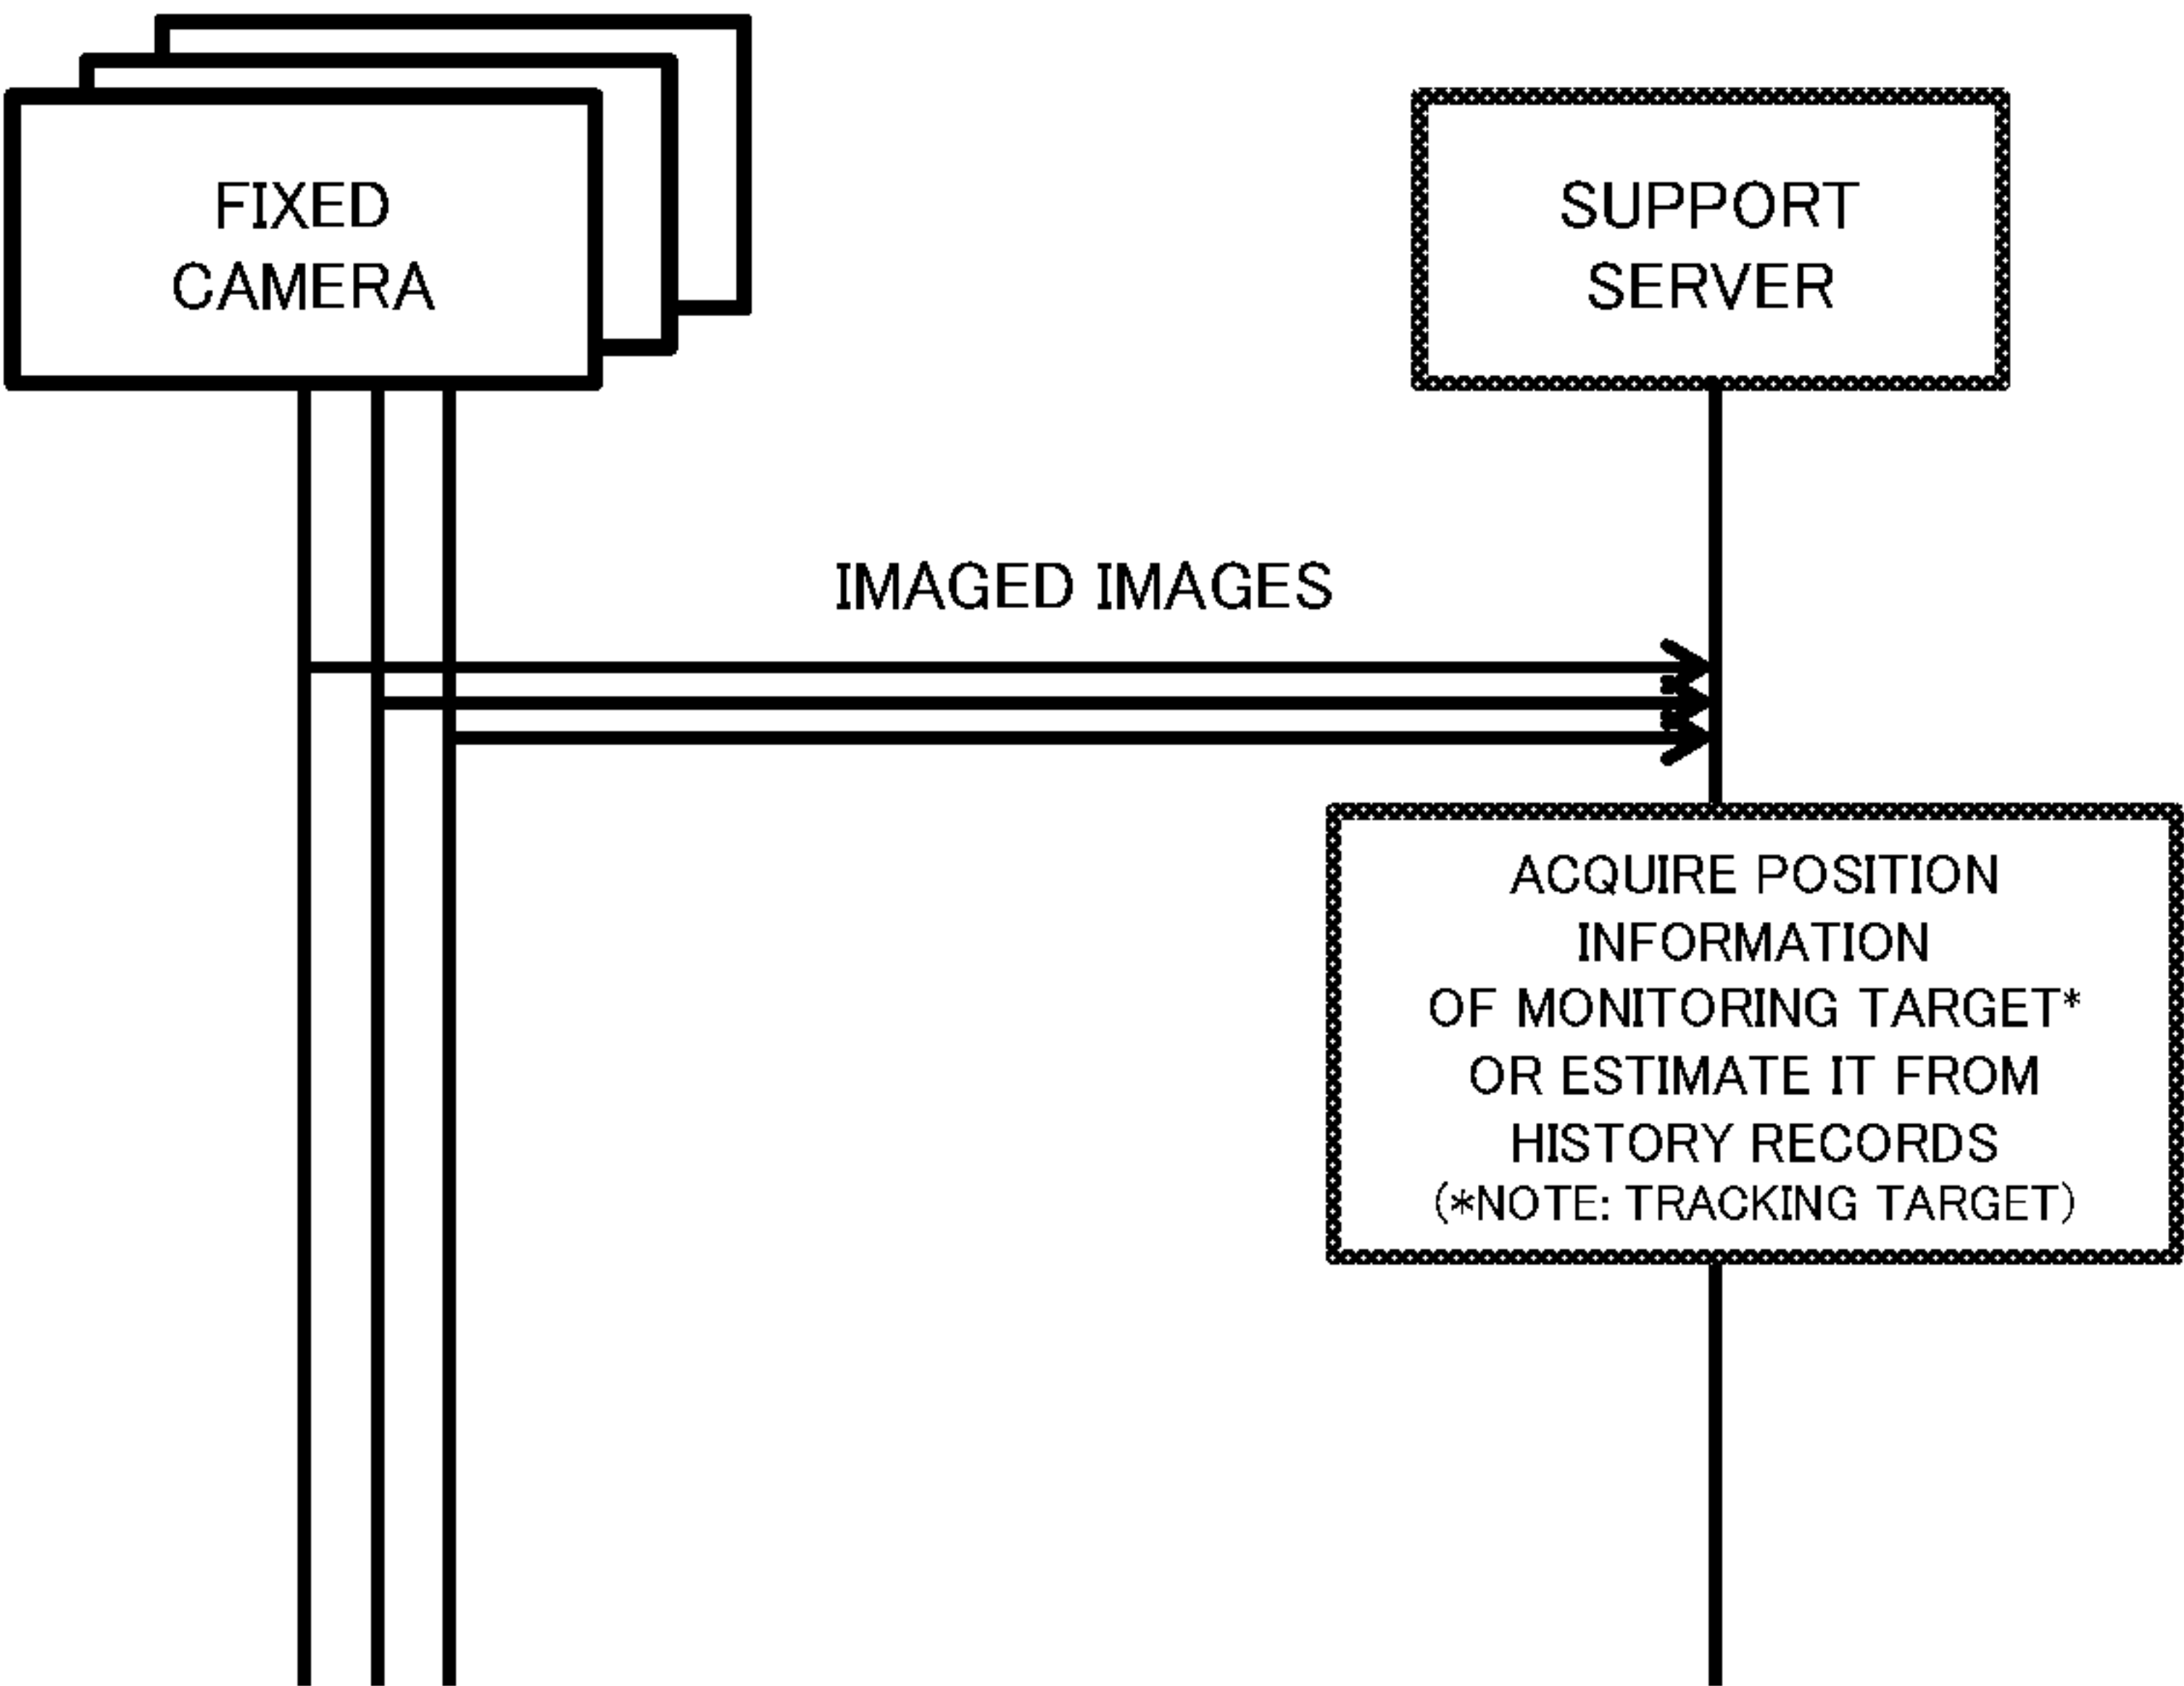 FIXED
CAMERA
SUPPORT
SERVER
IMAGED IMAGES
ACQUIRE POSITION
INFORMATION
OF MONITORING TARGET*
OR ESTIMATE IT FROM
HISTORY RECORDS
(*NOTE: TRACKING TARGET)